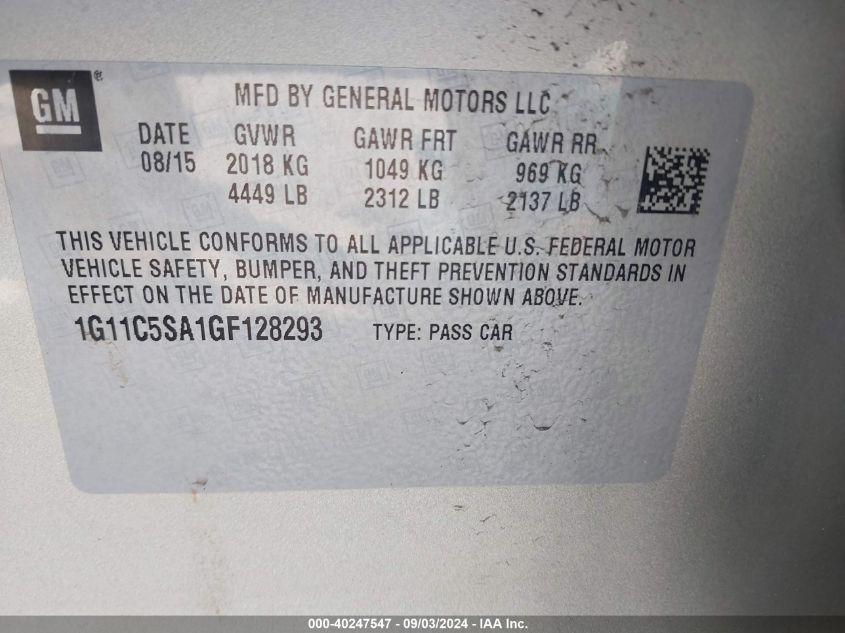 GM ®
MFD BY GENERAL MOTORS LLC
DATE GVWR GAWR FRT GAWR RR
08/15 2018 KG 1049 KG 969 KG
4449 LB 2312 LB 2137 LB
THIS VEHICLE CONFORMS TO ALL APPLICABLE U.S. FEDERAL MOTOR
VEHICLE SAFETY, BUMPER, AND THEFT PREVENTION STANDARDS IN
EFFECT ON THE DATE OF MANUFACTURE SHOWN ABOVE.
1G11C5SA1GF128293 TYPE: PASS CAR
000-40247547 - 09/03/2024 - IAA Inc.